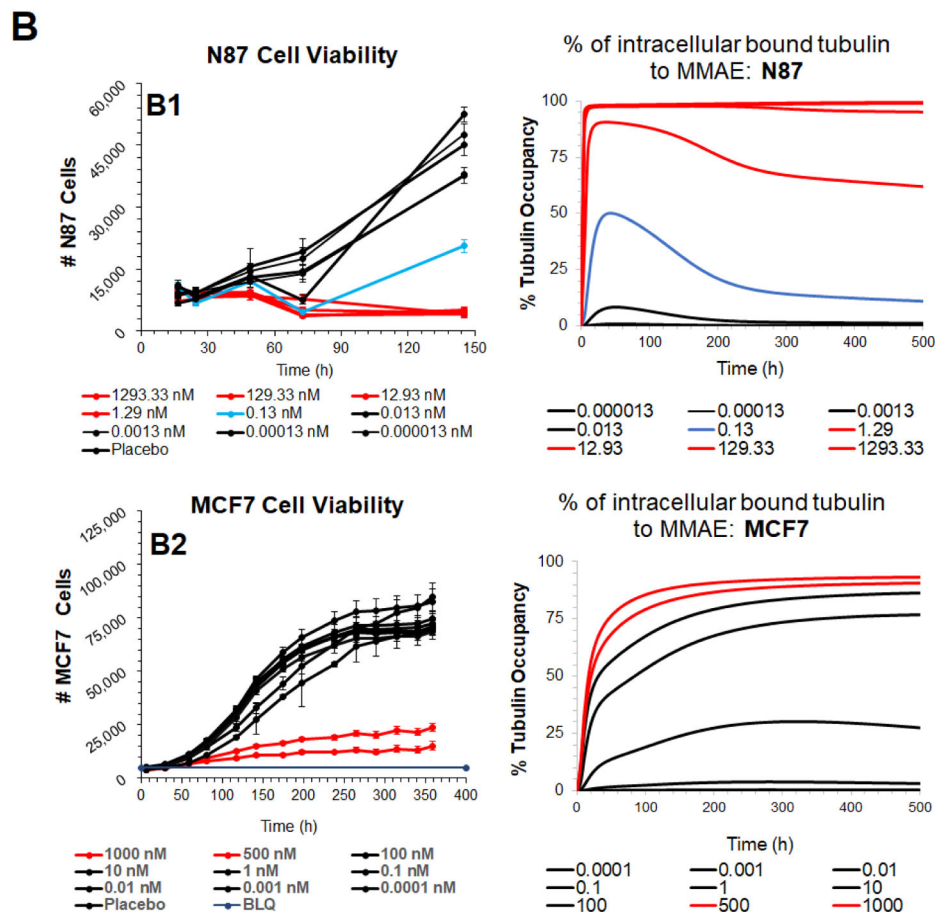 B
N87 Cell Viability
B1
60,000
45,000
30,000
15,000
0
# N87 Cells
0 30 60 90 120 150
Time (h)
1293.33 nM 129.33 nM 12.93 nM
1.29 nM 0.13 nM 0.013 nM
0.0013 nM 0.00013 nM 0.000013 nM
Placebo
% of intracellular bound tubulin
to MMAE: N87
100
75
50
25
0
% Tubulin Occupancy
0 100 200 300 400 500
Time (h)
0.000013 0.00013 0.0013
0.013 0.13 1.29
12.93 129.33 1293.33
MCF7 Cell Viability
B2
125,000
100,000
75,000
50,000
25,000
0
# MCF7 Cells
0 50 100 150 200 250 300 350 400
Time (h)
1000 nM 500 nM 100 nM
10 nM 1 nM 0.1 nM
0.01 nM 0.001 nM 0.0001 nM
Placebo BLQ
% of intracellular bound tubulin
to MMAE: MCF7
100
75
50
25
0
% Tubulin Occupancy
0 100 200 300 400 500
Time (h)
0.0001 0.001 0.01
0.1 1 10
100 500 1000